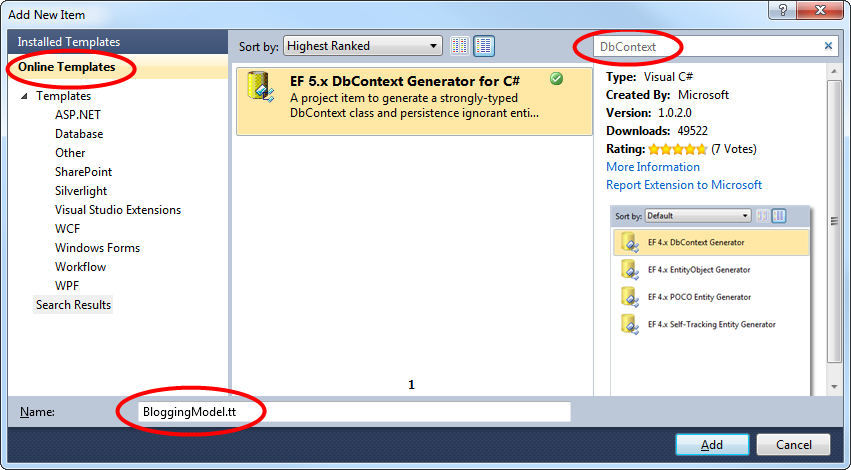 Add New Item
?
Installed Templates
Online Templates
Templates
ASP.NET
Database
Other
SharePoint
Silverlight
Visual Studio Extensions
WCF
Windows Forms
Workflow
WPF
Search Results
Sort by: Highest Ranked
EF 5.x DbContext Generator for C#
A project item to generate a strongly-typed
DbContext class and persistence ignorant enti...
1
DbContext
Type: Visual C#
Created By: Microsoft
Version: 1.0.2.0
Downloads: 49522
Rating: (7 Votes)
More Information
Report Extension to Microsoft
Sort by: Default
EF 4.x DbContext Generator
EF 4.x EntityObject Generator
EF 4.x POCO Entity Generator
EF 4.x Self-Tracking Entity Generator
Name: BloggingModel.tt
Add
Cancel